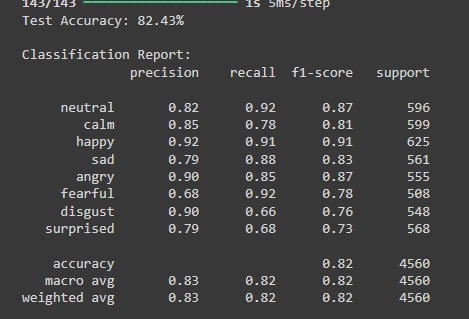 143/143 ━━━━━━━━━━━━━━━━━━━━ 1s 5ms/step
Test Accuracy: 82.43%
Classification Report:
precision recall f1-score support
neutral 0.82 0.92 0.87 596
calm 0.85 0.78 0.81 599
happy 0.92 0.91 0.91 625
sad 0.79 0.88 0.83 561
angry 0.90 0.85 0.87 555
fearful 0.68 0.92 0.78 508
disgust 0.90 0.66 0.76 548
surprised 0.79 0.68 0.73 568
accuracy 0.82 4560
macro avg 0.83 0.82 0.82 4560
weighted avg 0.83 0.82 0.82 4560